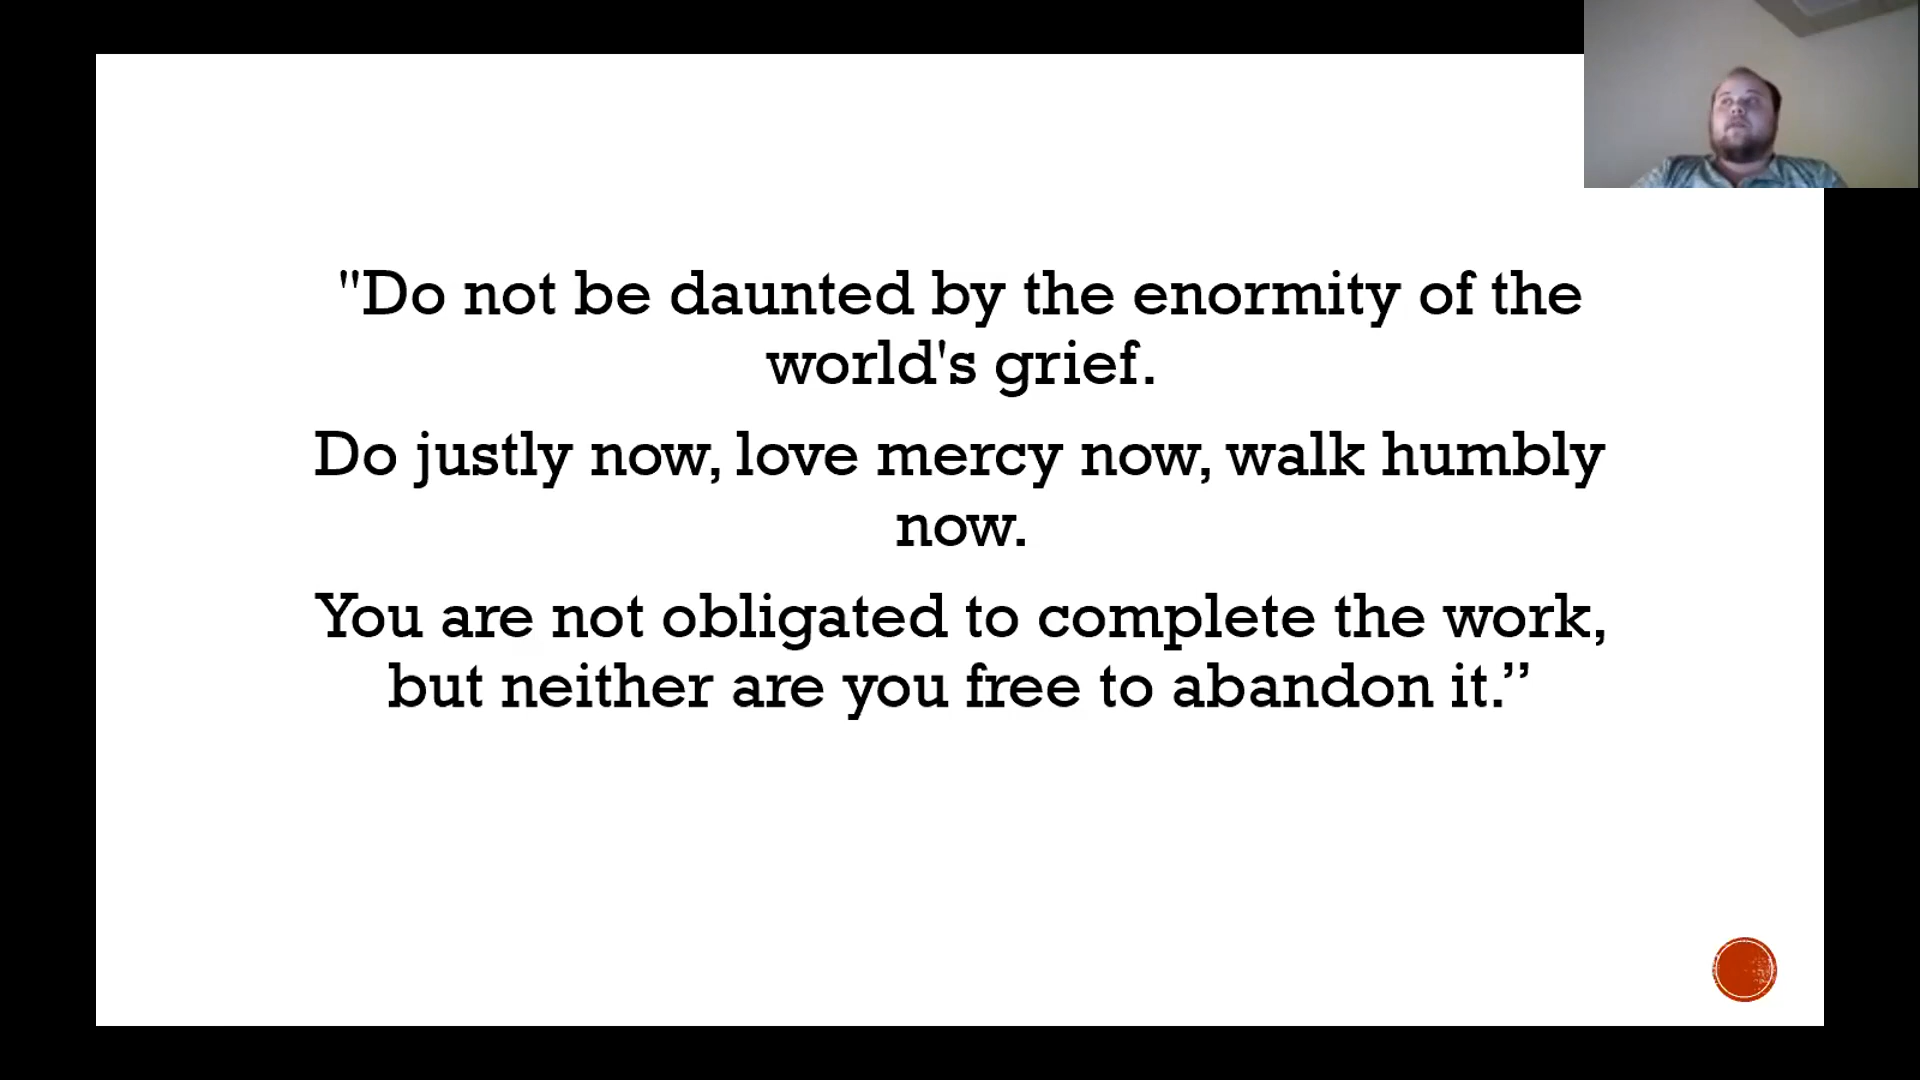 "Do not be daunted by the enormity of the
world's grief.
Do justly now, love mercy now, walk humbly
now.
You are not obligated to complete the work,
but neither are you free to abandon it.”